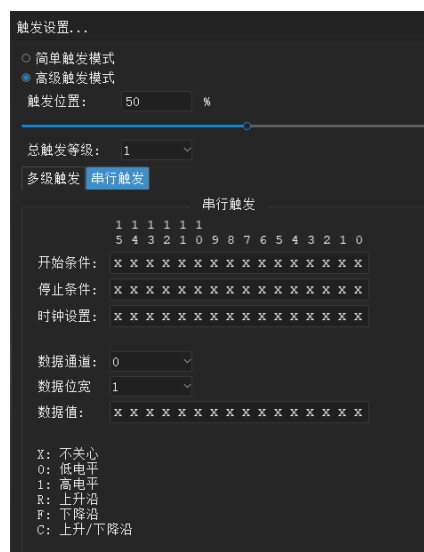 触发设置...
简单触发模式
高级触发模式
触发位置: 50 %
总触发等级: 1
多级触发 串行触发
串行触发
1 1 1 1 1 1
5 4 3 2 1 0 9 8 7 6 5 4 3 2 1 0
开始条件: X X X X X X X X X X X X X X X X
停止条件: X X X X X X X X X X X X X X X X
时钟设置: X X X X X X X X X X X X X X X X
数据通道: 0
数据位宽 1
数据值: X X X X X X X X X X X X X X X X
X: 不关心
0: 低电平
1: 高电平
R: 上升沿
F: 下降沿
C: 上升/下降沿